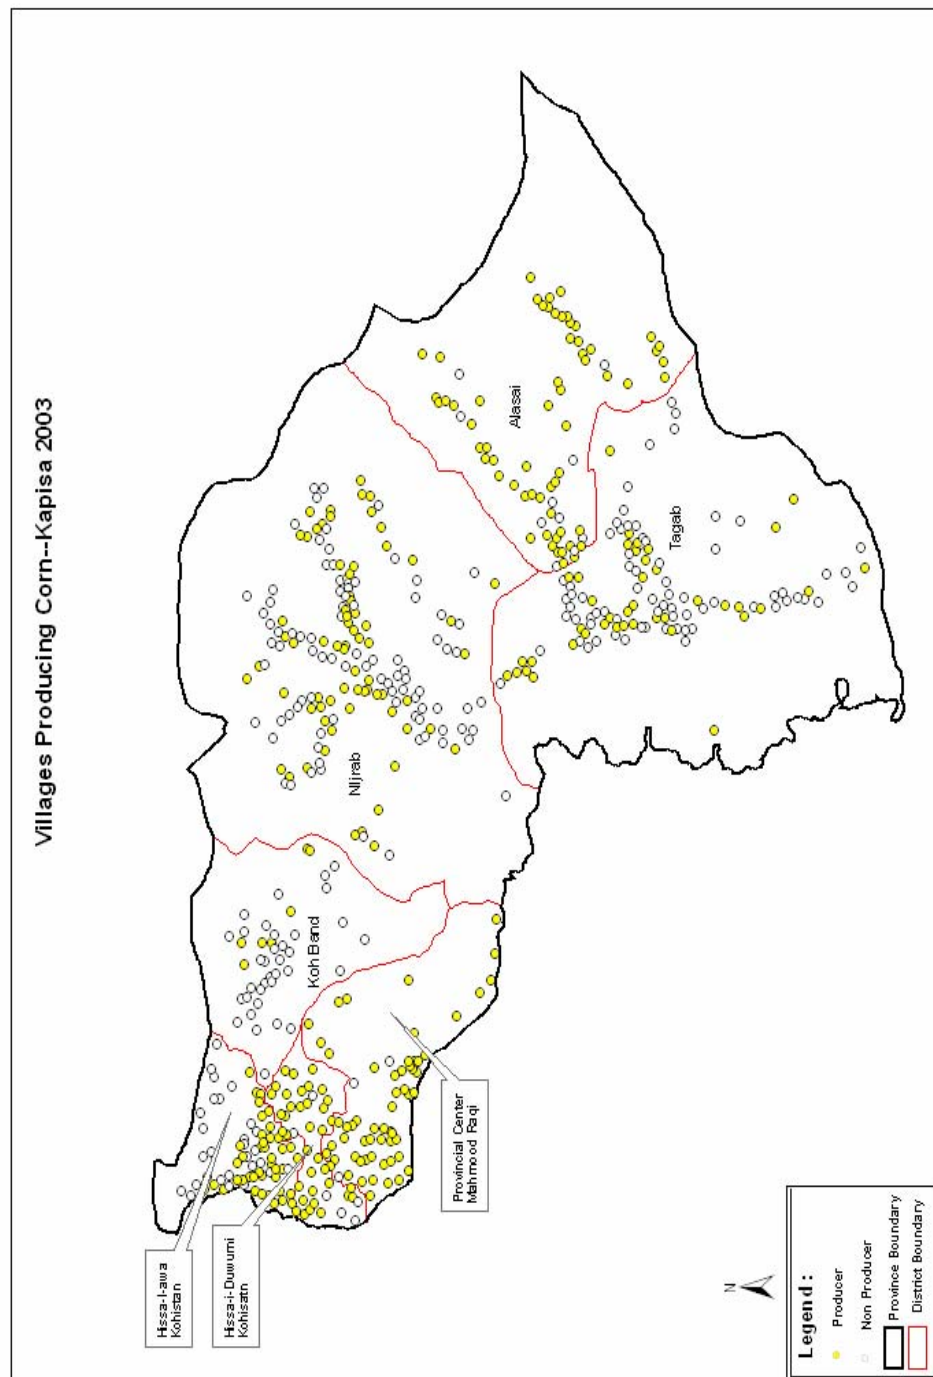 Villages Producing Corn--Kapisa 2003
Hissa-I-awa
Kohistan
Hissa-i-Duwumi
Kohisatn
Koh Band
Provincial Center
Mahmood Raqi
NIjrab
Alasai
Tagab
N
Legend :
Producer
Non Producer
Province Boundary
District Boundary